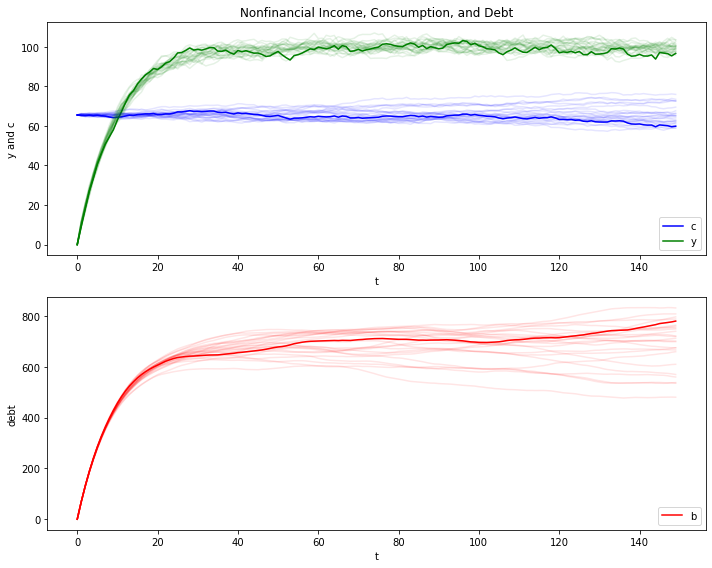 Nonfinancial Income, Consumption, and Debt
y and c
100
80
60
40
20
0
c
y
0 20 40 60 80 100 120 140
t
debt
800
600
400
200
0
b
0 20 40 60 80 100 120 140
t